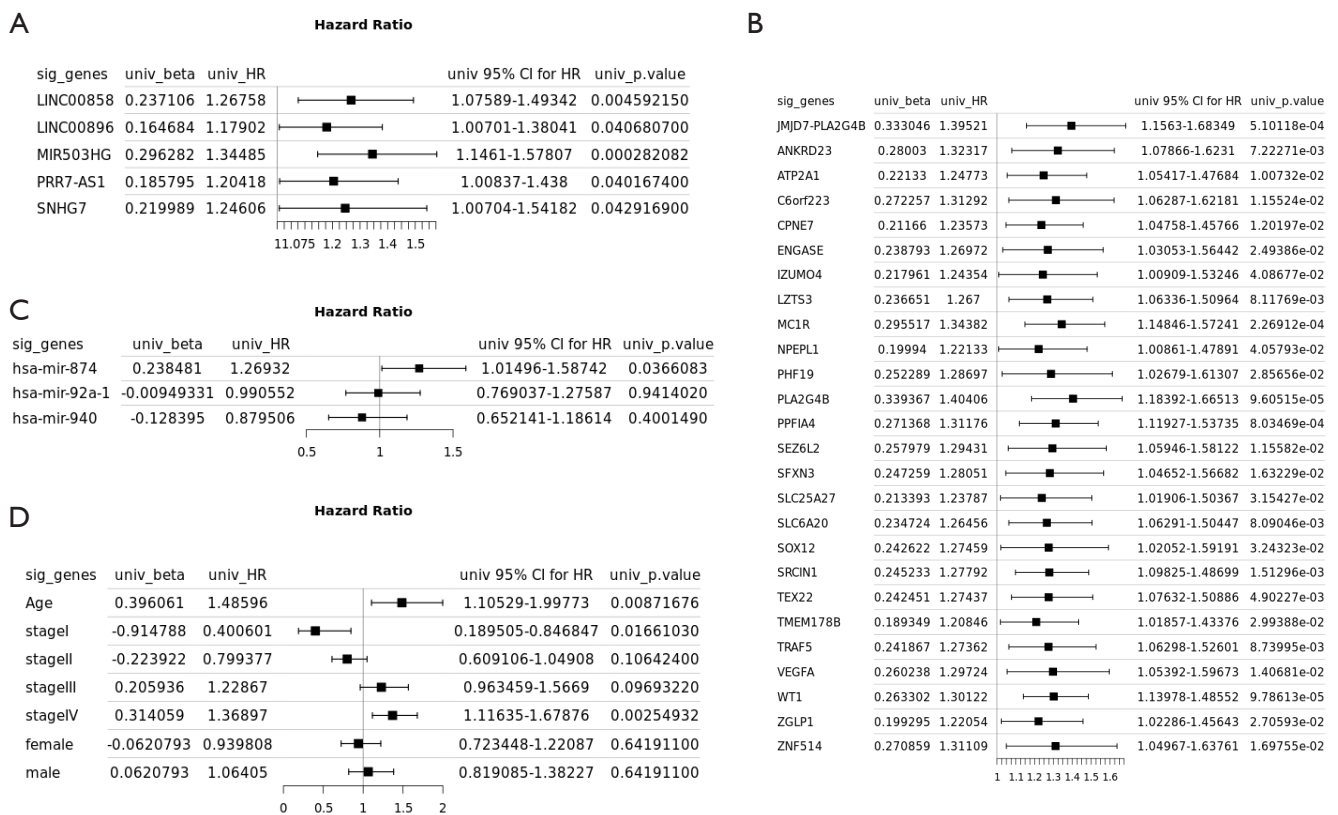 A
Hazard Ratio
sig_genes univ_beta univ_HR univ 95% CI for HR univ_p.value
LINC00858 0.237106 1.26758 1.07589-1.49342 0.004592150
LINC00896 0.164684 1.17902 1.00701-1.38041 0.040680700
MIR503HG 0.296282 1.34485 1.1461-1.57807 0.000282082
PRR7-AS1 0.185795 1.20418 1.00837-1.438 0.040167400
SNHG7 0.219989 1.24606 1.00704-1.54182 0.042916900
11.075 1.2 1.3 1.4 1.5
B
sig_genes univ_beta univ_HR univ 95% CI for HR univ_p.value
JMJD7-PLA2G4B 0.333046 1.39521 1.1563-1.68349 5.10118e-04
ANKRD23 0.28003 1.32317 1.07866-1.6231 7.22271e-03
ATP2A1 0.22133 1.24773 1.05417-1.47684 1.00732e-02
C6orf223 0.272257 1.31292 1.06287-1.62181 1.15524e-02
CPNE7 0.21166 1.23573 1.04758-1.45766 1.20197e-02
ENGASE 0.238793 1.26972 1.03053-1.56442 2.49386e-02
IZUMO4 0.217961 1.24354 1.00909-1.53246 4.08677e-02
LZTS3 0.236651 1.267 1.06336-1.50964 8.11769e-03
MC1R 0.295517 1.34382 1.14846-1.57241 2.26912e-04
NPEPL1 0.19994 1.22133 1.00861-1.47891 4.05793e-02
PHF19 0.252289 1.28697 1.02679-1.61307 2.85656e-02
PLA2G4B 0.339367 1.40406 1.18392-1.66513 9.60515e-05
PPFIA4 0.271368 1.31176 1.11927-1.53735 8.03469e-04
SEZ6L2 0.257979 1.29431 1.05946-1.58122 1.15582e-02
SFXN3 0.247259 1.28051 1.04652-1.56682 1.63229e-02
SLC25A27 0.213393 1.23787 1.01906-1.50367 3.15427e-02
SLC6A20 0.234724 1.26456 1.06291-1.50447 8.09046e-03
SOX12 0.242622 1.27459 1.02052-1.59191 3.24323e-02
SRCIN1 0.245233 1.27792 1.09825-1.48699 1.51296e-03
TEX22 0.242451 1.27437 1.07632-1.50886 4.90227e-03
TMEM178B 0.189349 1.20846 1.01857-1.43376 2.99388e-02
TRAF5 0.241867 1.27362 1.06298-1.52601 8.73995e-03
VEGFA 0.260238 1.29724 1.05392-1.59673 1.40681e-02
WT1 0.263302 1.30122 1.13978-1.48552 9.78613e-05
ZGLP1 0.199295 1.22054 1.02286-1.45643 2.70593e-02
ZNF514 0.270859 1.31109 1.04967-1.63761 1.69755e-02
1 1.1 1.2 1.3 1.4 1.6
C
Hazard Ratio
sig_genes univ_beta univ_HR univ 95% CI for HR univ_p.value
hsa-mir-874 0.238481 1.26932 1.01496-1.58742 0.0366083
hsa-mir-92a-1 -0.00949331 0.990552 0.769037-1.27587 0.9414020
hsa-mir-940 -0.128395 0.879506 0.652141-1.18614 0.4001490
0.5 1 1.5
D
Hazard Ratio
sig_genes univ_beta univ_HR univ 95% CI for HR univ_p.value
Age 0.396061 1.48596 1.10529-1.99773 0.00871676
stageI -0.914788 0.400601 0.189505-0.846847 0.01661030
stageII -0.223922 0.799377 0.609106-1.04908 0.10642400
stageIII 0.205936 1.22867 0.963459-1.5669 0.09693220
stageIV 0.314059 1.36897 1.11635-1.67876 0.00254932
female -0.0620793 0.939808 0.723448-1.22087 0.64191100
male 0.0620793 1.06405 0.819085-1.38227 0.64191100
0 0.5 1 1.5 2